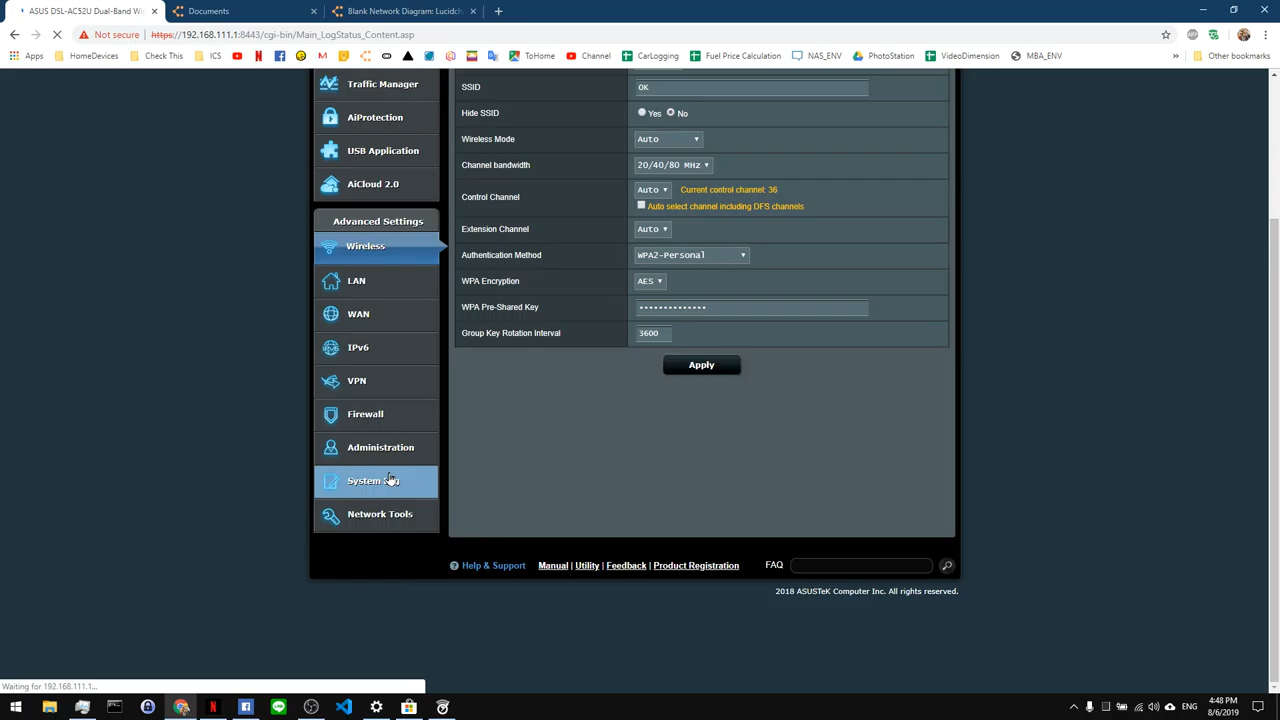 ASUS DSL-AC52U Dual-Band Wi
Documents
Blank Network Diagram: Lucidch
Not secure
https://192.168.111.1:8443/cgi-bin/Main_LogStatus_Content.asp
Apps
HomeDevices
Check This
ICS
ToHome
Channel
CarLogging
Fuel Price Calculation
NAS_ENV
PhotoStation
VideoDimension
MBA_ENV
»
Other bookmarks
Traffic Manager
AiProtection
USB Application
AiCloud 2.0
Advanced Settings
Wireless
LAN
WAN
IPv6
VPN
Firewall
Administration
System
Network Tools
SSID
OK
Hide SSID
Yes
No
Wireless Mode
Auto
Channel bandwidth
20/40/80 MHz
Control Channel
Auto
Current control channel: 36
Auto select channel including DFS channels
Extension Channel
Auto
Authentication Method
WPA2-Personal
WPA Encryption
AES
WPA Pre-Shared Key
••••••••••••••
Group Key Rotation Interval
3600
Apply
Help & Support
Manual | Utility | Feedback | Product Registration
FAQ
2018 ASUSTeK Computer Inc. All rights reserved.
Waiting for 192.168.111.1...
ENG
4:48 PM
8/6/2019